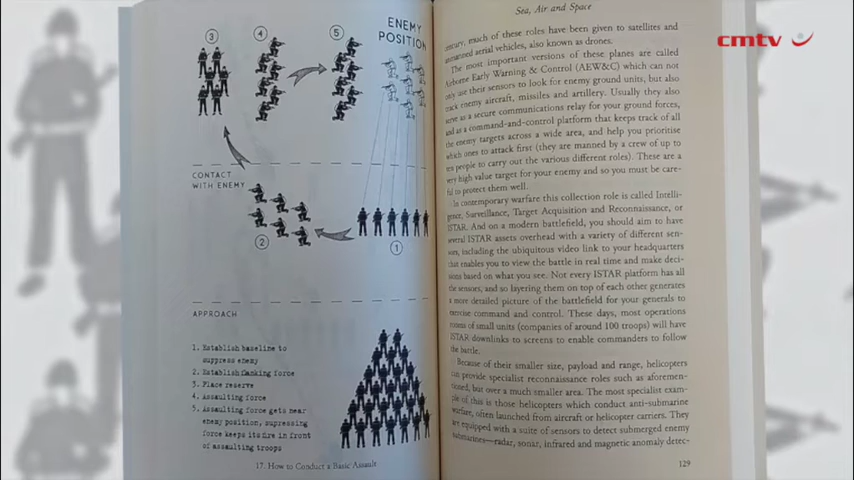 3
4
5
ENEMY
POSITION
CONTACT
WITH ENEMY
2
1
APPROACH
1. Establish baseline to
suppress enemy
2. Establish flanking force
3. Place reserve
4. Assaulting force
5. Assaulting force gets near
enemy position, supressing
force keeps its fire in front
of assaulting troops
17. How to Conduct a Basic Assault
Sea, Air and Space
much of these roles have been given to satellites and
unmanned aerial vehicles, also known as drones.
The most important versions of these planes are called
Airborne Early Warning & Control (AEW&C) which can not
only use their sensors to look for enemy ground units, but also
track enemy aircraft, missiles and artillery. Usually they also
serve as a secure communications relay for your ground forces,
and as a command-and-control platform that keeps track of all
the enemy targets across a wide area, and help you prioritise
which ones to attack first (they are manned by a crew of up to
ten people to carry out the various different roles). These are a
very high value target for your enemy and so you must be care-
ful to protect them well.
In contemporary warfare this collection role is called Intelli-
gence, Surveillance, Target Acquisition and Reconnaissance, or
ISTAR. And on a modern battlefield, you should aim to have
several ISTAR assets overhead with a variety of different sen-
sors, including the ubiquitous video link to your headquarters
that enables you to view the battle in real time and make deci-
sions based on what you see. Not every ISTAR platform has all
the sensors, and so layering them on top of each other generates
a more detailed picture of the battlefield for your generals to
exercise command and control. These days, most operations
rooms of small units (companies of around 100 troops) will have
ISTAR downlinks to screens to enable commanders to follow
the battle.
Because of their smaller size, payload and range, helicopters
can provide specialist reconnaissance roles such as aforemen-
tioned, but over a much smaller area. The most specialist exam-
ple of this is those helicopters which conduct anti-submarine
warfare, often launched from aircraft or helicopter carriers. They
are equipped with a suite of sensors to detect submerged enemy
submarines—radar, sonar, infrared and magnetic anomaly detec-
129
cmtv